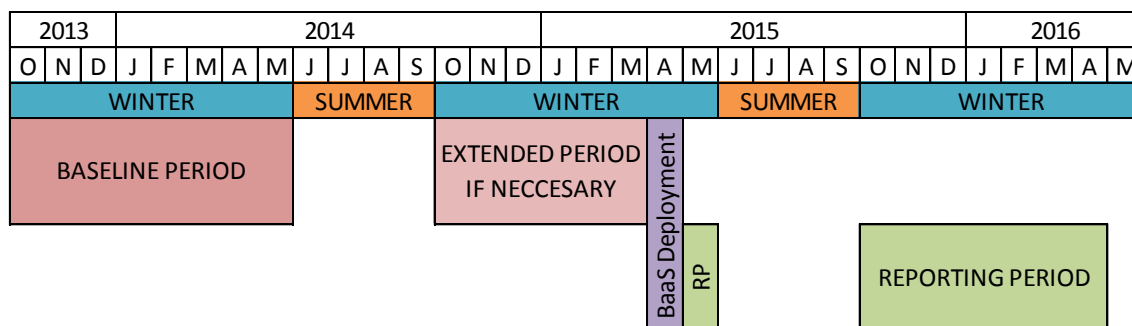 2013 2014 2015 2016
O N D J F M A M J J A S O N D J F M A M J J A S O N D J F M A M
WINTER SUMMER WINTER SUMMER WINTER
BASELINE PERIOD
EXTENDED PERIOD
IF NECCESARY
BaaS Deployment
RP
REPORTING PERIOD